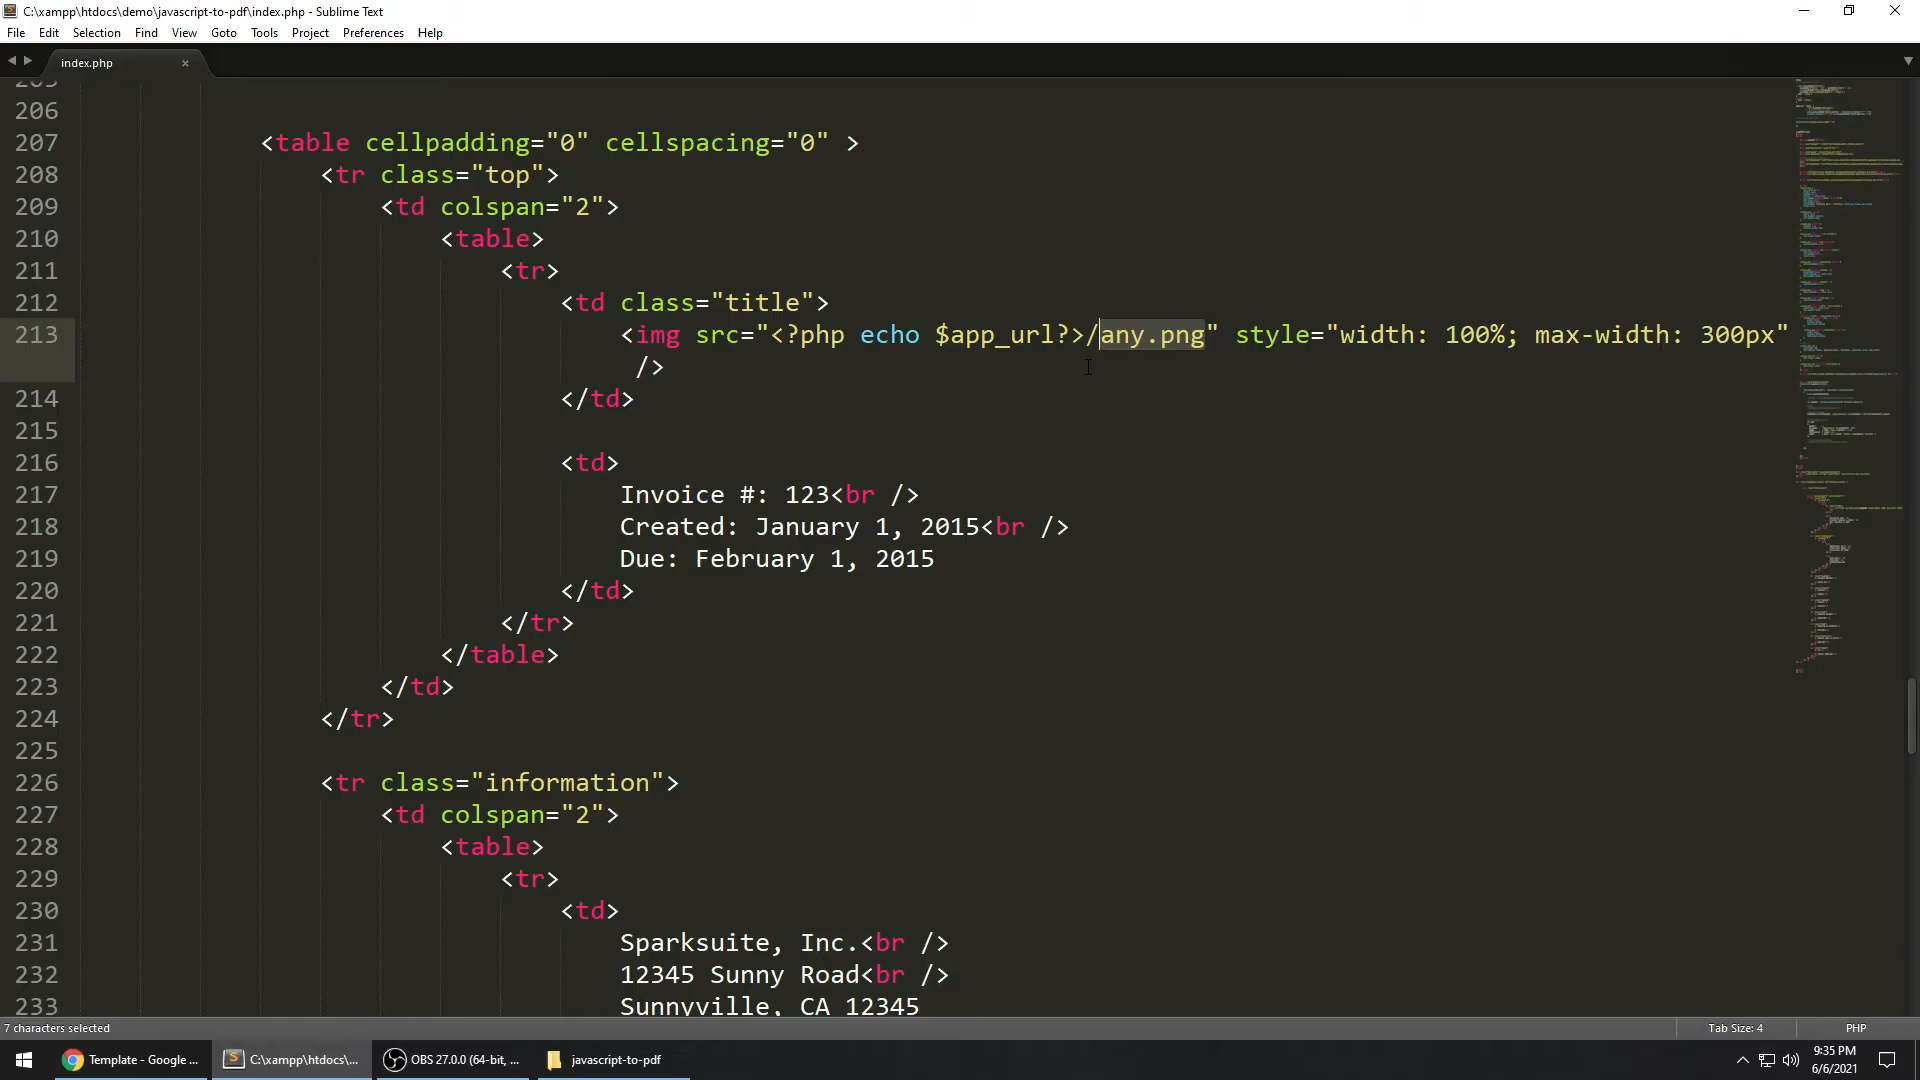 C:\xampp\htdocs\demo\javascript-to-pdf\index.php - Sublime Text
File Edit Selection Find View Goto Tools Project Preferences Help
index.php ×
205
206
207 <table cellpadding="0" cellspacing="0" >
208 <tr class="top">
209 <td colspan="2">
210 <table>
211 <tr>
212 <td class="title">
213 <img src="<?php echo $app_url?>/any.png" style="width: 100%; max-width: 300px"
/>
214 </td>
215
216 <td>
217 Invoice #: 123<br />
218 Created: January 1, 2015<br />
219 Due: February 1, 2015
220 </td>
221 </tr>
222 </table>
223 </td>
224 </tr>
225
226 <tr class="information">
227 <td colspan="2">
228 <table>
229 <tr>
230 <td>
231 Sparksuite, Inc.<br />
232 12345 Sunny Road<br />
233 Sunnyville, CA 12345
7 characters selected Tab Size: 4 PHP
Template - Google ... C:\xampp\htdocs\... OBS 27.0.0 (64-bit, ... javascript-to-pdf 9:35 PM
6/6/2021